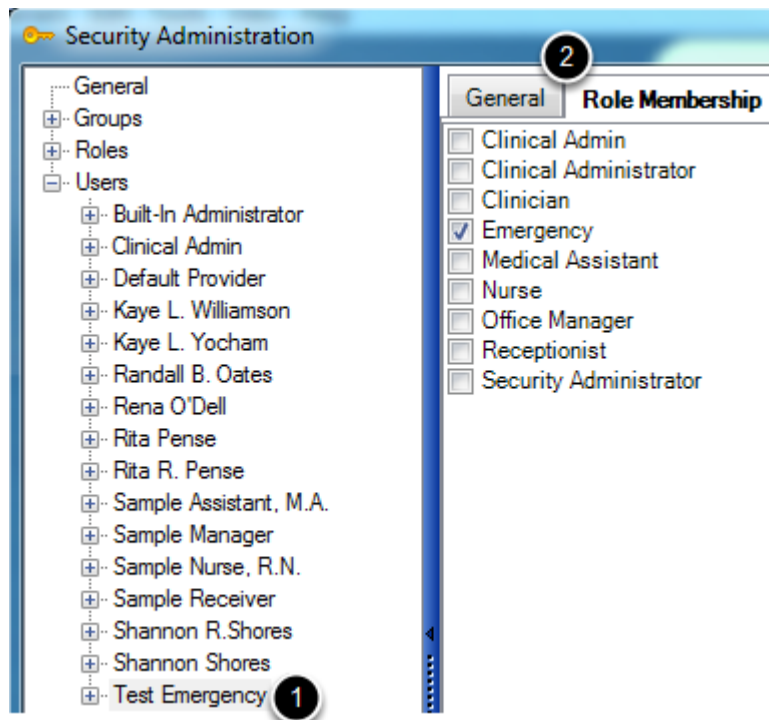 Security Administration
2
General
Groups
Roles
Users
Built-In Administrator
Clinical Admin
Default Provider
Kaye L. Williamson
Kaye L. Yocham
Randall B. Oates
Rena O'Dell
Rita Pense
Rita R. Pense
Sample Assistant, M.A.
Sample Manager
Sample Nurse, R.N.
Sample Receiver
Shannon R.Shores
Shannon Shores
Test Emergency 1
General Role Membership
Clinical Admin
Clinical Administrator
Clinician
Emergency
Medical Assistant
Nurse
Office Manager
Receptionist
Security Administrator